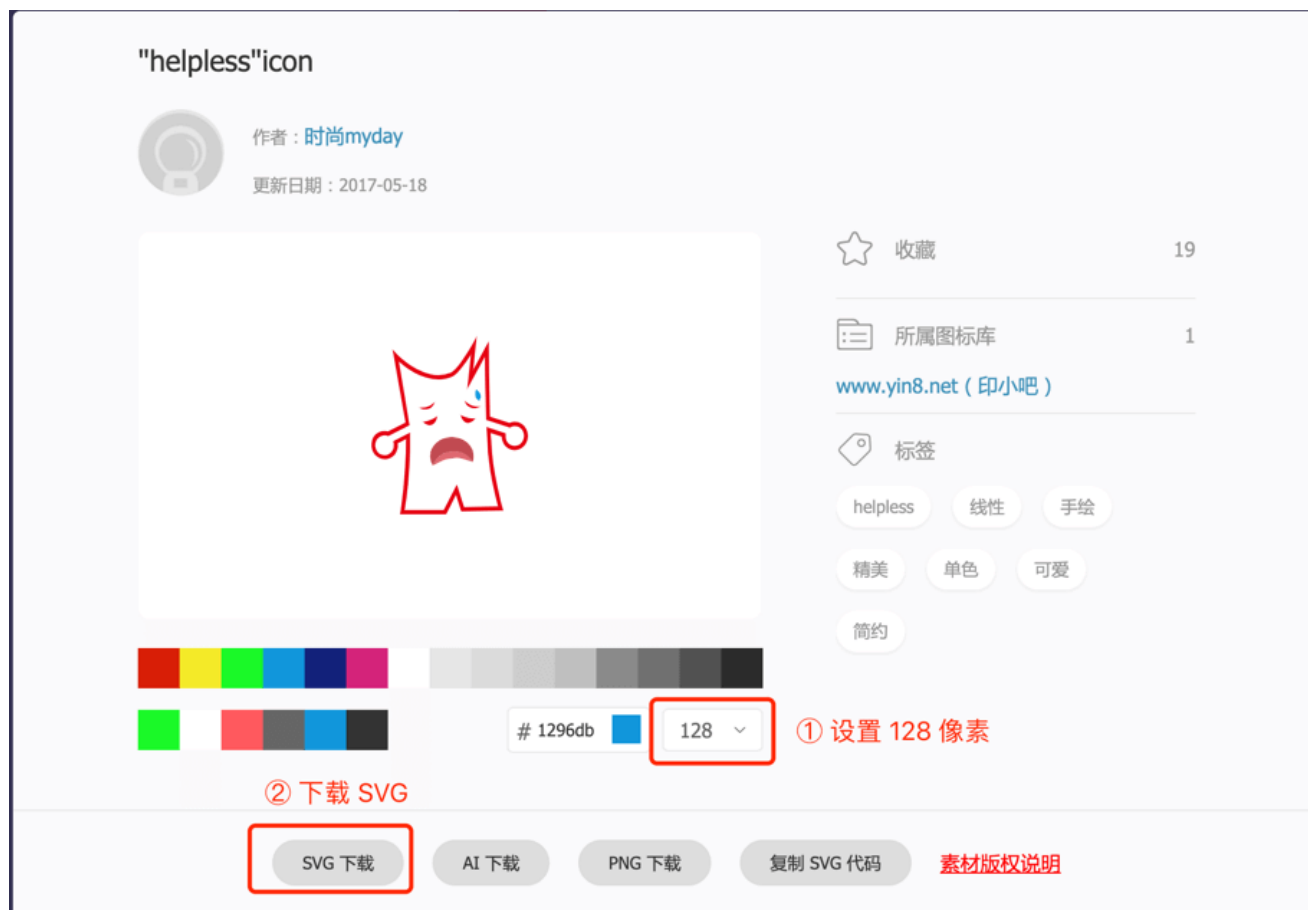 "helpless"icon
作者：时尚myday
更新日期：2017-05-18
收藏 19
所属图标库 1
www.yin8.net ( 印小吧 )
标签
helpless 线性 手绘
精美 单色 可爱
简约
# 1296db 128 ① 设置 128 像素
② 下载 SVG
SVG 下载 AI 下载 PNG 下载 复制 SVG 代码 素材版权说明